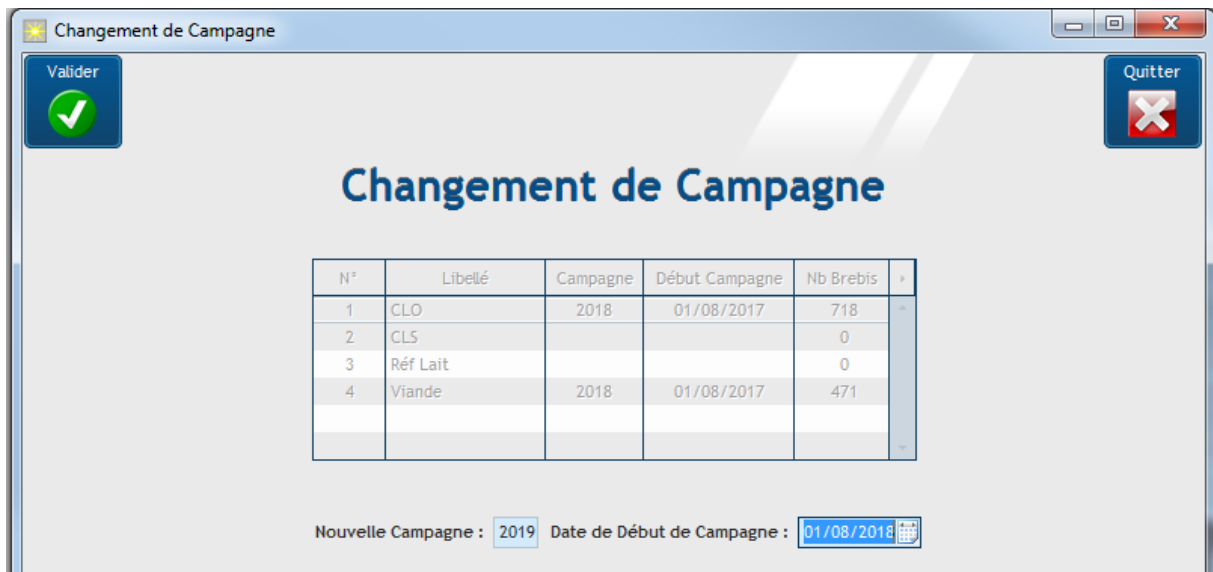 Changement de Campagne
Valider
Quitter
Changement de Campagne
N° Libellé Campagne Début Campagne Nb Brebis
1 CLO 2018 01/08/2017 718
2 CLS 0
3 Réf Lait 0
4 Viande 2018 01/08/2017 471
Nouvelle Campagne : 2019 Date de Début de Campagne : 01/08/2018